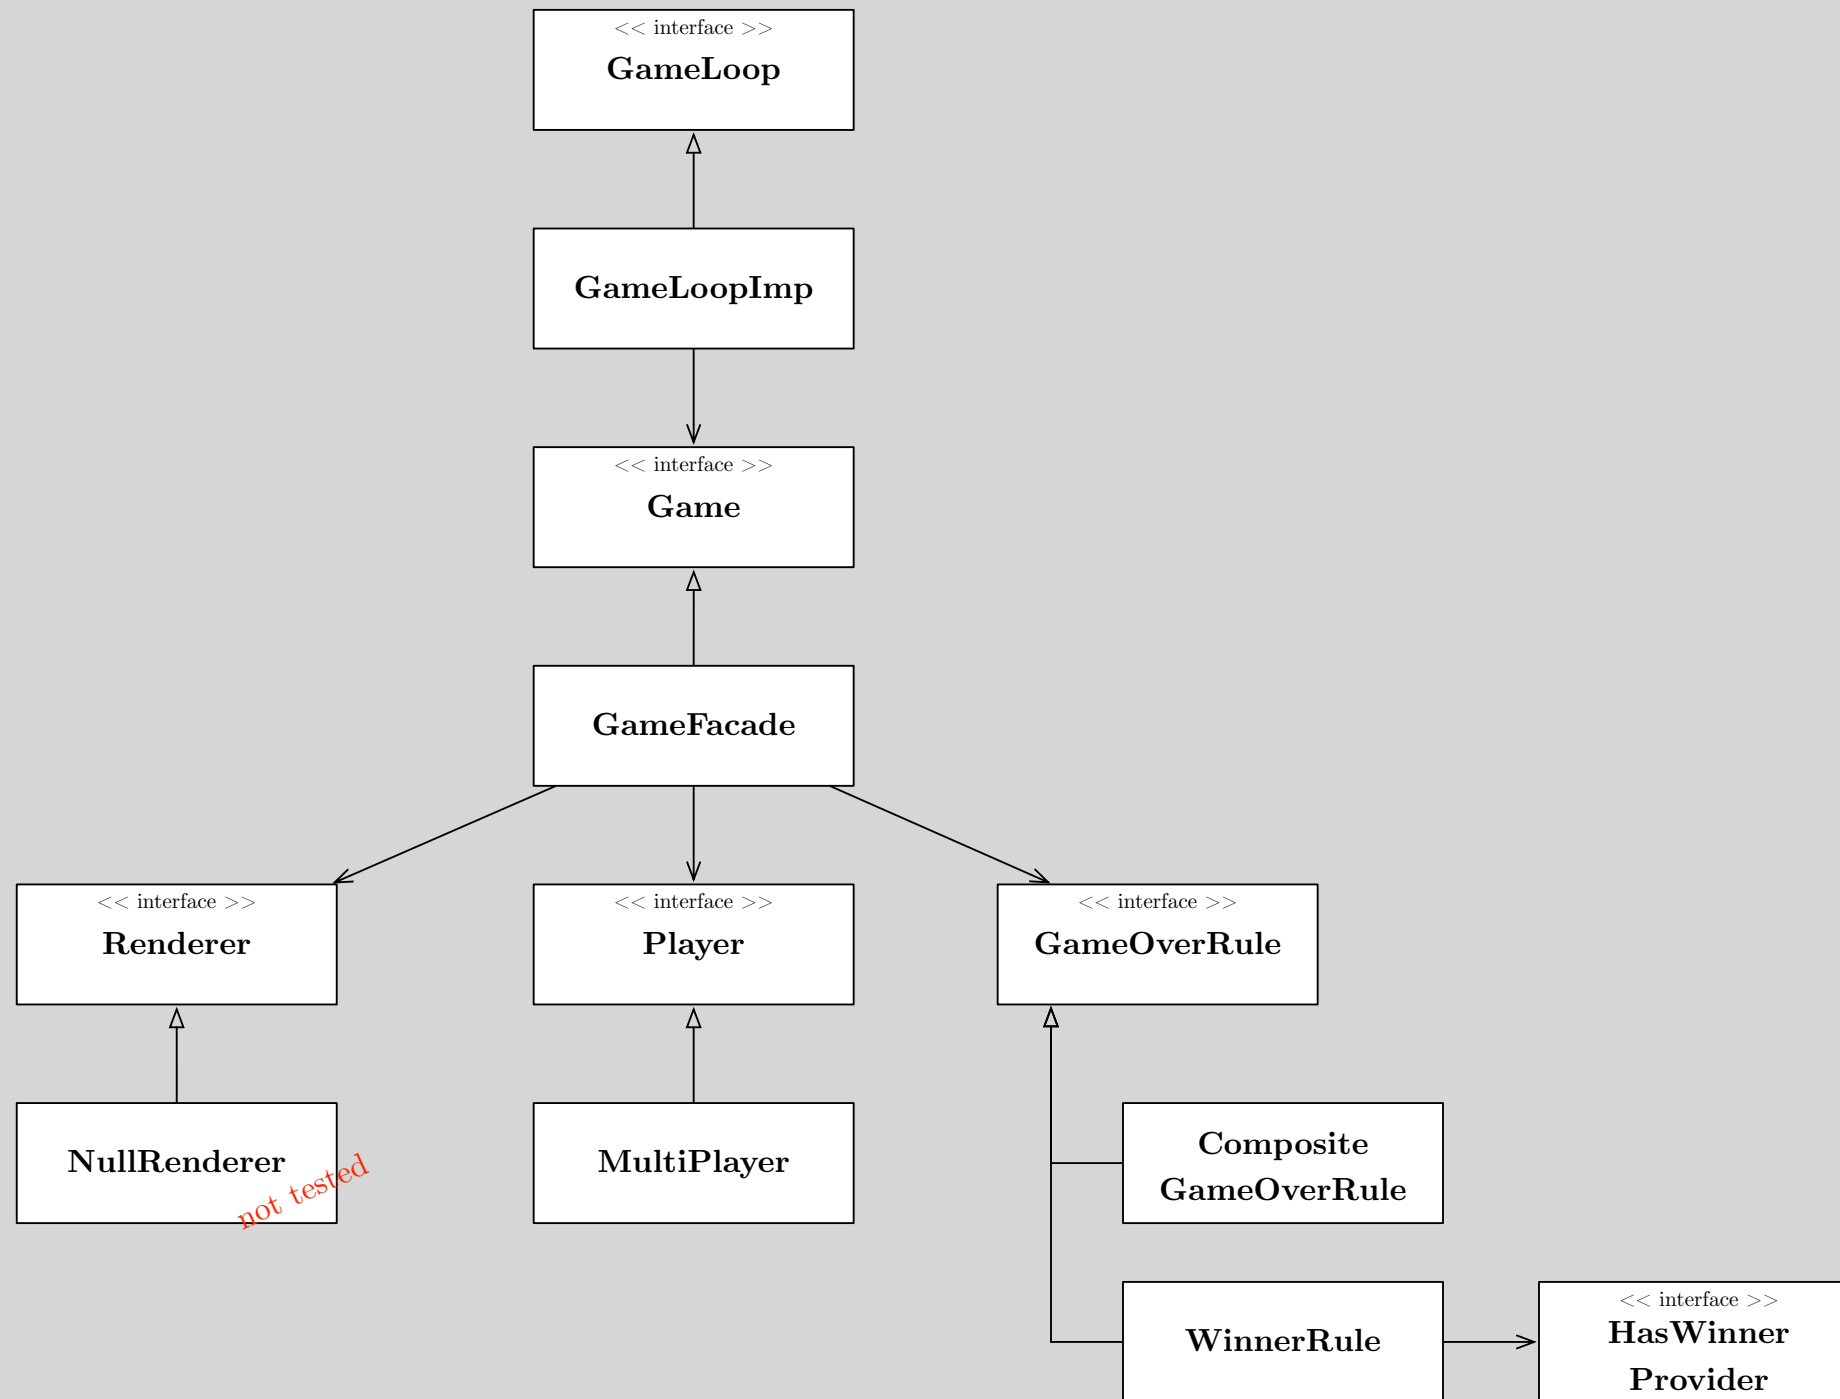 << interface >>
GameLoop
GameLoopImp
<< interface >>
Game
GameFacade
<< interface >>
Renderer
<< interface >>
Player
<< interface >>
GameOverRule
NullRenderer
not tested
MultiPlayer
Composite
GameOverRule
WinnerRule
<< interface >>
HasWinner
Provider